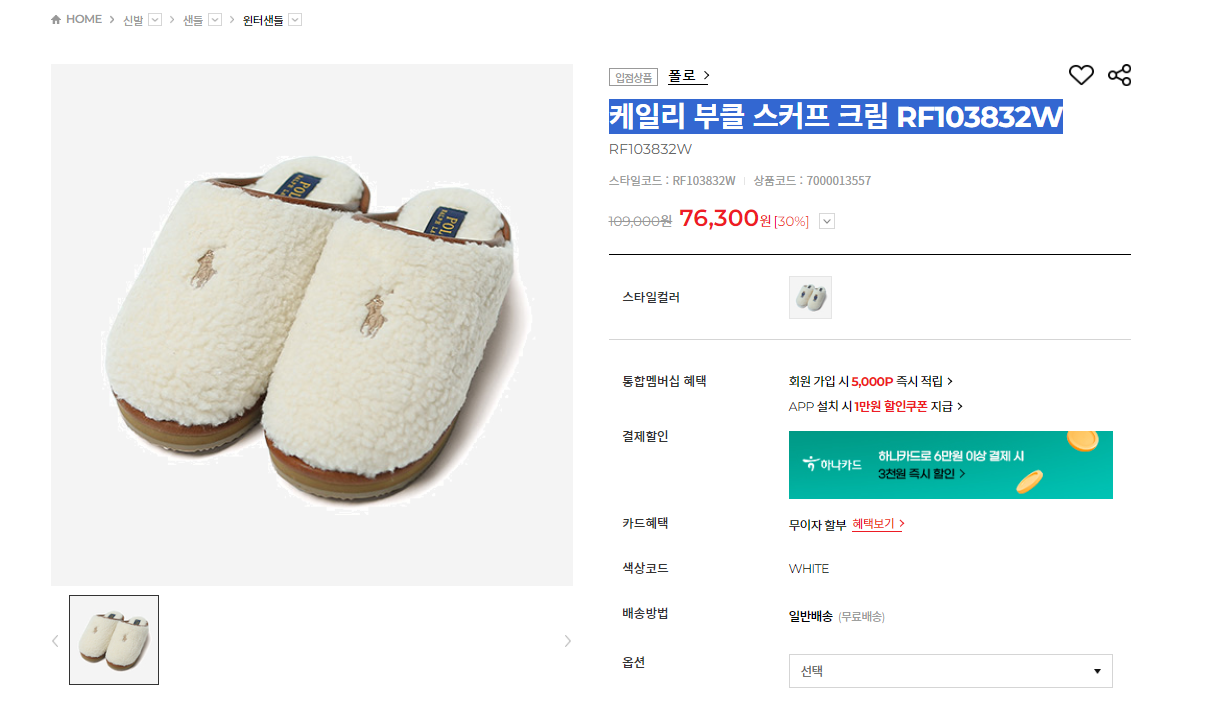 HOME > 신발 > 샌들 > 윈터샌들
입점상품 폴로 >
케일리 부클 스커프 크림 RF103832W
RF103832W
스타일코드 : RF103832W | 상품코드 : 7000013557
109,000원 76,300원 [30%]
스타일컬러
통합멤버십 혜택
회원 가입 시 5,000P 즉시 적립 >
APP 설치 시 1만원 할인쿠폰 지급 >
결제할인
하나카드
하나카드로 6만원 이상 결제 시
3천원 즉시 할인 >
카드혜택
무이자 할부 혜택보기 >
색상코드
WHITE
배송방법
일반배송 (무료배송)
옵션
선택
POLO